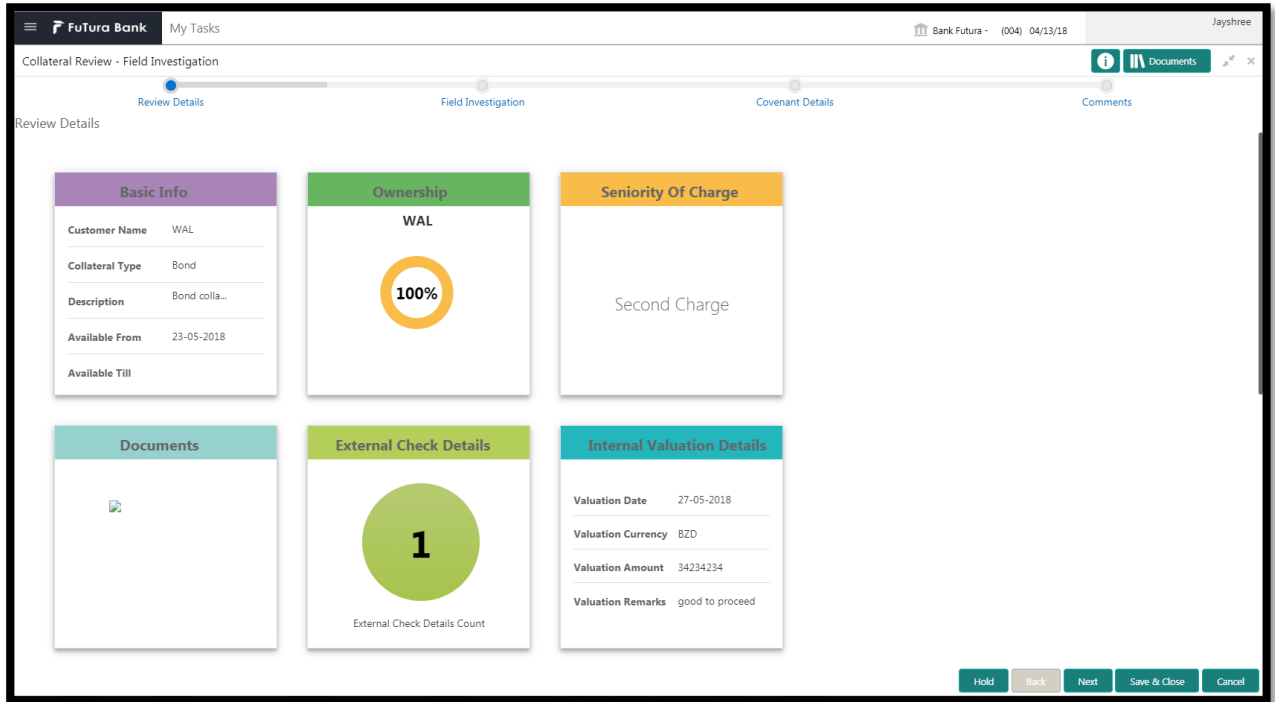 FuTura Bank
My Tasks
Bank Futura - (004) 04/13/18
Jayshree
Collateral Review - Field Investigation
i
Documents
Review Details
Field Investigation
Covenant Details
Comments
Review Details
Basic Info
Customer Name WAL
Collateral Type Bond
Description Bond colla...
Available From 23-05-2018
Available Till
Ownership
WAL
100%
Seniority Of Charge
Second Charge
Documents
External Check Details
1
External Check Details Count
Internal Valuation Details
Valuation Date 27-05-2018
Valuation Currency BZD
Valuation Amount 34234234
Valuation Remarks good to proceed
Hold
Back
Next
Save & Close
Cancel